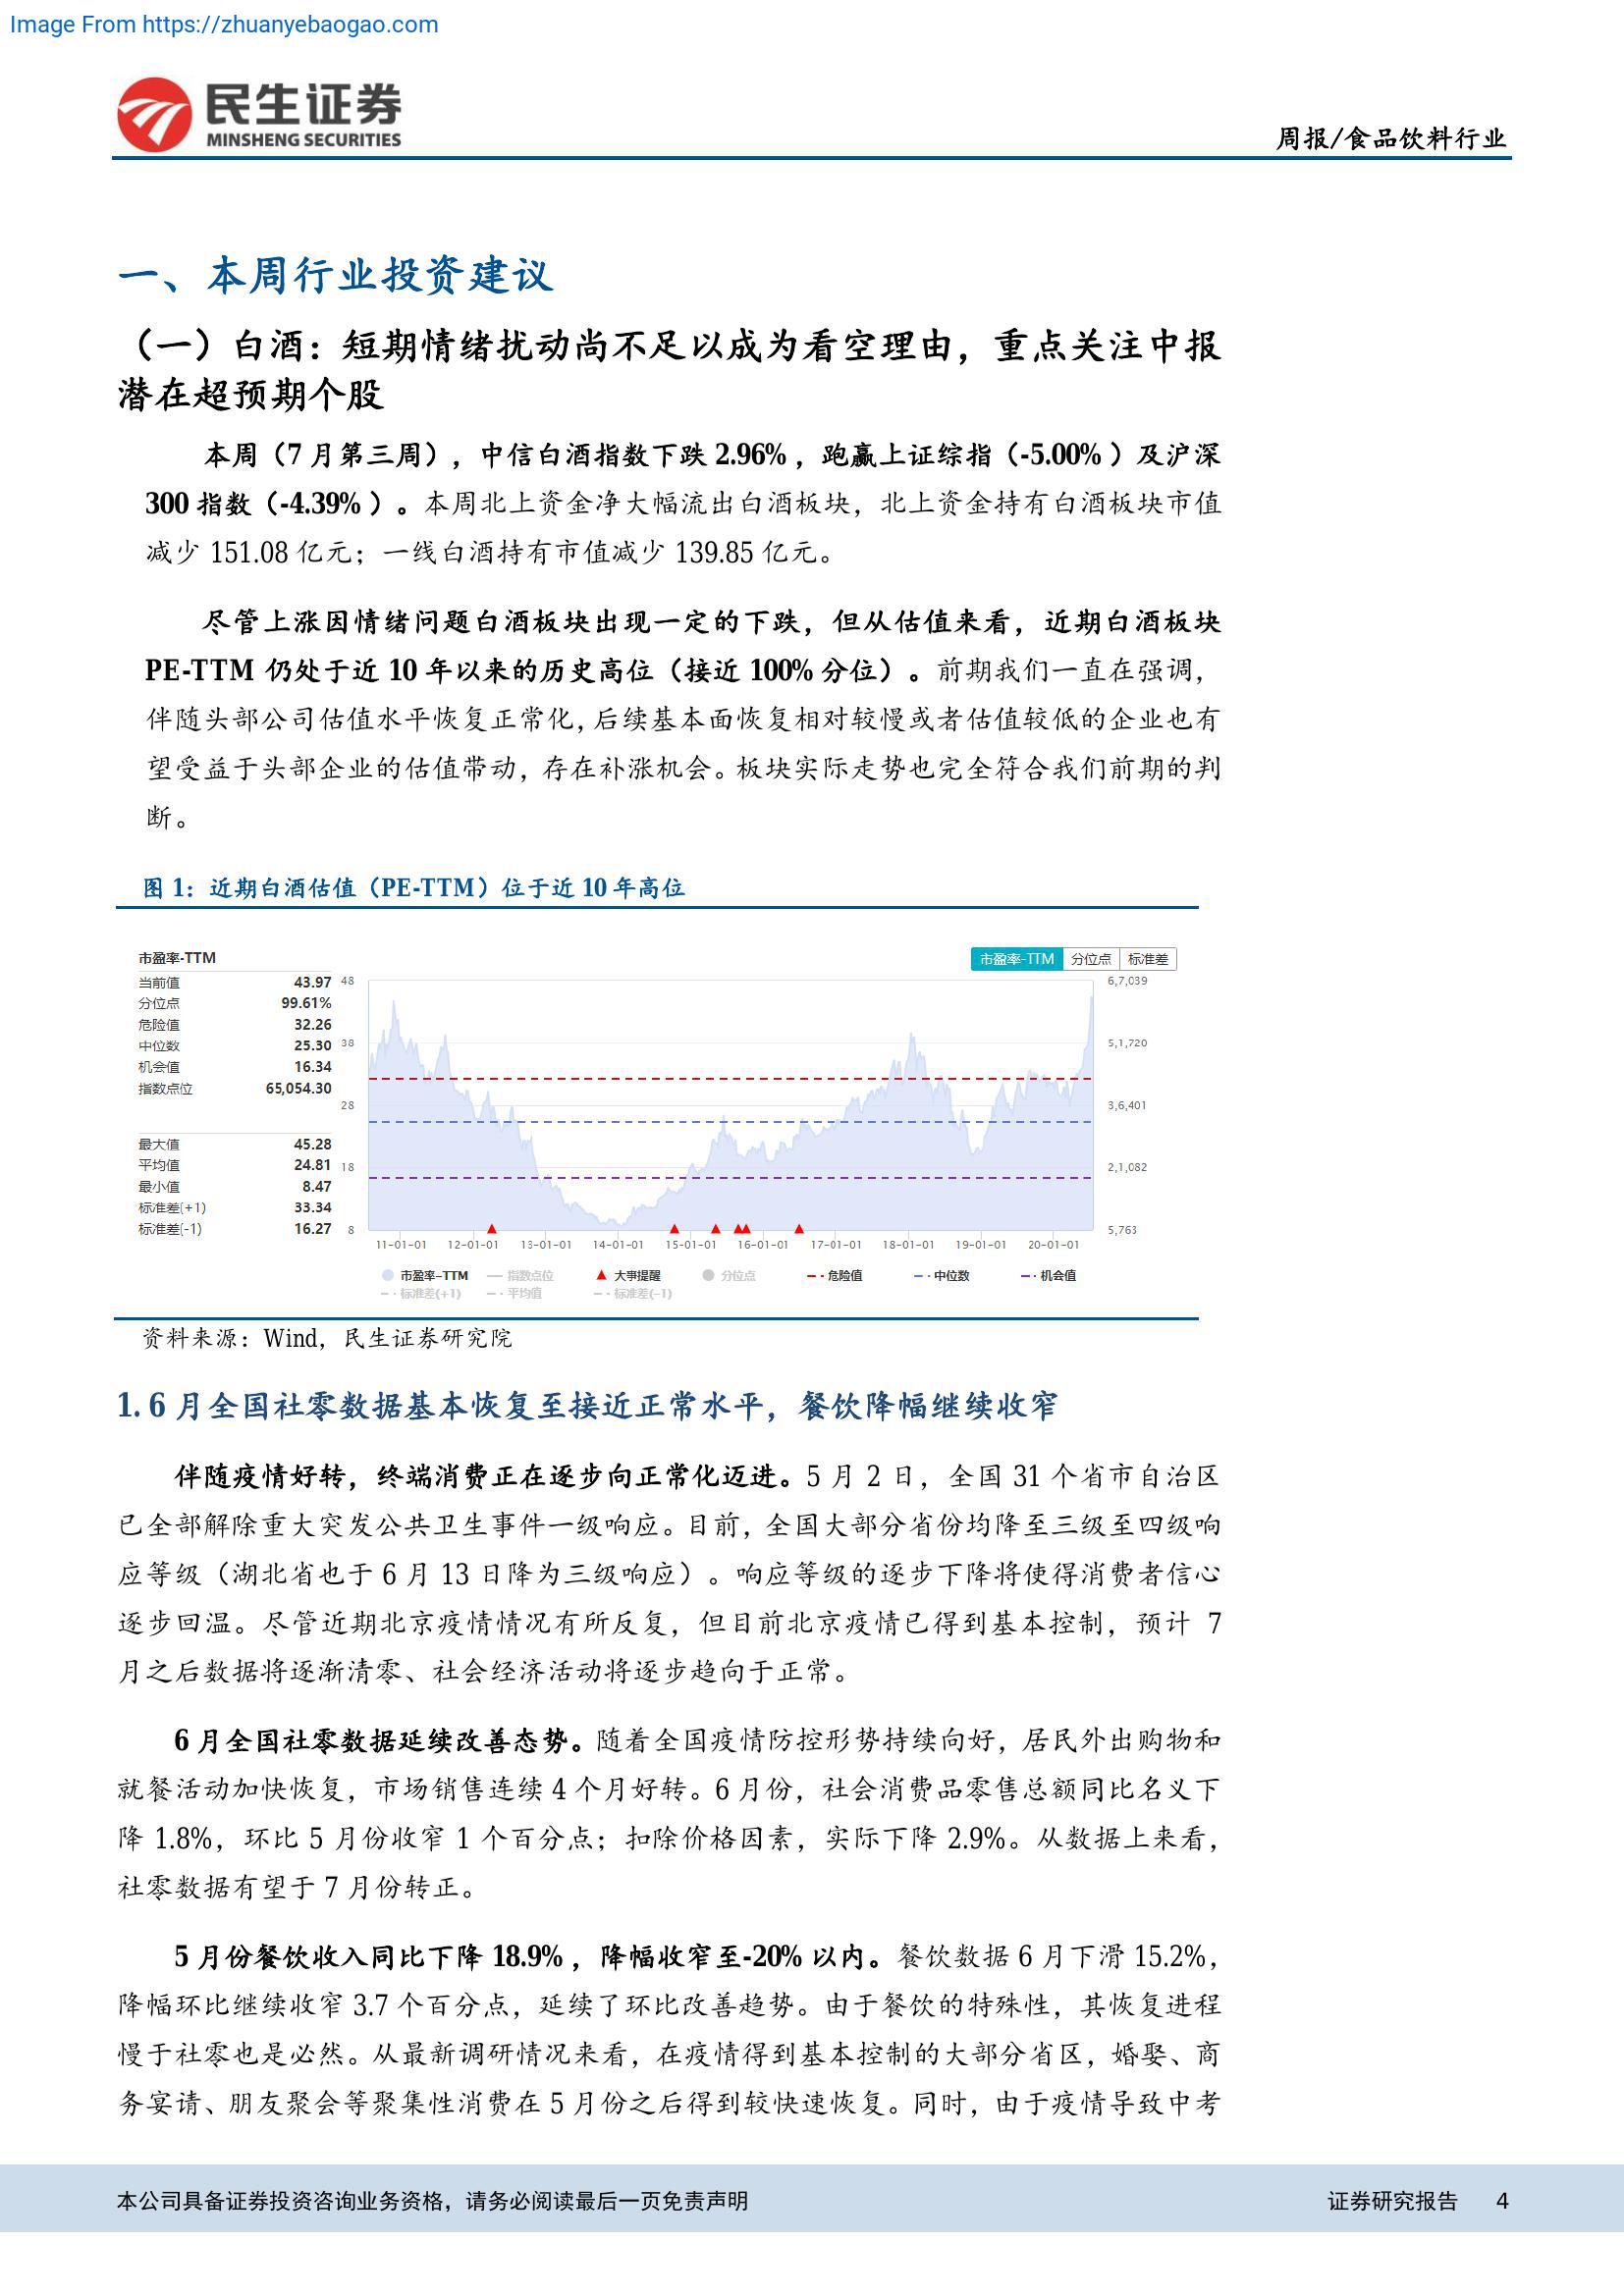 Image From https://zhuanyebaogao.com
民生证券
MINSHENG SECURITIES
周报/食品饮料行业
一、本周行业投资建议
（一）白酒：短期情绪扰动尚不足以成为看空理由，重点关注中报
潜在超预期个股
本周（7 月第三周），中信白酒指数下跌 2.96%，跑赢上证综指（-5.00%）及沪深
300 指数（-4.39%）。本周北上资金净大幅流出白酒板块，北上资金持有白酒板块市值
减少 151.08 亿元；一线白酒持有市值减少 139.85 亿元。
尽管上涨因情绪问题白酒板块出现一定的下跌，但从估值来看，近期白酒板块
PE-TTM 仍处于近 10 年以来的历史高位（接近 100%分位）。前期我们一直在强调，
伴随头部公司估值水平恢复正常化，后续基本面恢复相对较慢或者估值较低的企业也有
望受益于头部企业的估值带动，存在补涨机会。板块实际走势也完全符合我们前期的判
断。
图 1：近期白酒估值（PE-TTM）位于近 10 年高位
市盈率-TTM
市盈率-TTM 分位点 标准差
当前值 43.97
分位点 99.61%
危险值 32.26
中位数 25.30
机会值 16.34
指数点位 65,054.30
最大值 45.28
平均值 24.81
最小值 8.47
标准差(+1) 33.34
标准差(-1) 16.27
48
38
28
18
8
6,7,039
5,1,720
3,6,401
2,1,082
5,763
11-01-01 12-01-01 13-01-01 14-01-01 15-01-01 16-01-01 17-01-01 18-01-01 19-01-01 20-01-01
市盈率-TTM 指数点位 大事提醒 分位点 危险值 中位数 机会值
标准差(+1) 平均值 标准差(-1)
资料来源：Wind，民生证券研究院
1. 6 月全国社零数据基本恢复至接近正常水平，餐饮降幅继续收窄
伴随疫情好转，终端消费正在逐步向正常化迈进。5 月 2 日，全国 31 个省市自治区
已全部解除重大突发公共卫生事件一级响应。目前，全国大部分省份均降至三级至四级响
应等级（湖北省也于 6 月 13 日降为三级响应）。响应等级的逐步下降将使得消费者信心
逐步回温。尽管近期北京疫情情况有所反复，但目前北京疫情已得到基本控制，预计 7
月之后数据将逐渐清零、社会经济活动将逐步趋向于正常。
6 月全国社零数据延续改善态势。随着全国疫情防控形势持续向好，居民外出购物和
就餐活动加快恢复，市场销售连续 4 个月好转。6 月份，社会消费品零售总额同比名义下
降 1.8%，环比 5 月份收窄 1 个百分点；扣除价格因素，实际下降 2.9%。从数据上来看，
社零数据有望于 7 月份转正。
5 月份餐饮收入同比下降 18.9%，降幅收窄至-20%以内。餐饮数据 6 月下滑 15.2%，
降幅环比继续收窄 3.7 个百分点，延续了环比改善趋势。由于餐饮的特殊性，其恢复进程
慢于社零也是必然。从最新调研情况来看，在疫情得到基本控制的大部分省区，婚娶、商
务宴请、朋友聚会等聚集性消费在 5 月份之后得到较快速恢复。同时，由于疫情导致中考
本公司具备证券投资咨询业务资格，请务必阅读最后一页免责声明
证券研究报告 4